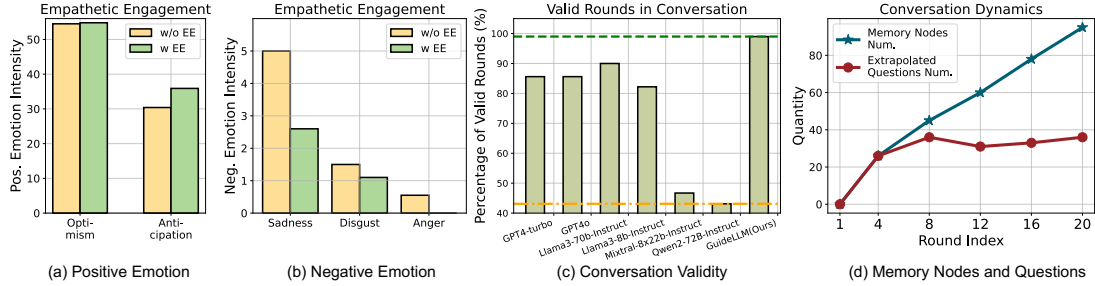 Empathetic Engagement
Pos. Emotion Intensity
50
40
30
20
10
0
w/o EE
w EE
Opti-
mism
Anti-
cipation
(a) Positive Emotion
Empathetic Engagement
Neg. Emotion Intensity
5
4
3
2
1
0
w/o EE
w EE
Sadness
Disgust
Anger
(b) Negative Emotion
Valid Rounds in Conversation
Percentage of Valid Rounds (%)
100
90
80
70
60
50
40
GPT4-turbo
GPT4o
Llama3-70b-Instruct
Llama3-8b-Instruct
Mixtral-8x22b-Instruct
Qwen2-72B-Instruct
GuideLLM(Ours)
(c) Conversation Validity
Conversation Dynamics
Quantity
80
60
40
20
0
Memory Nodes
Num.
Extrapolated
Questions Num.
1
4
8
12
16
20
Round Index
(d) Memory Nodes and Questions